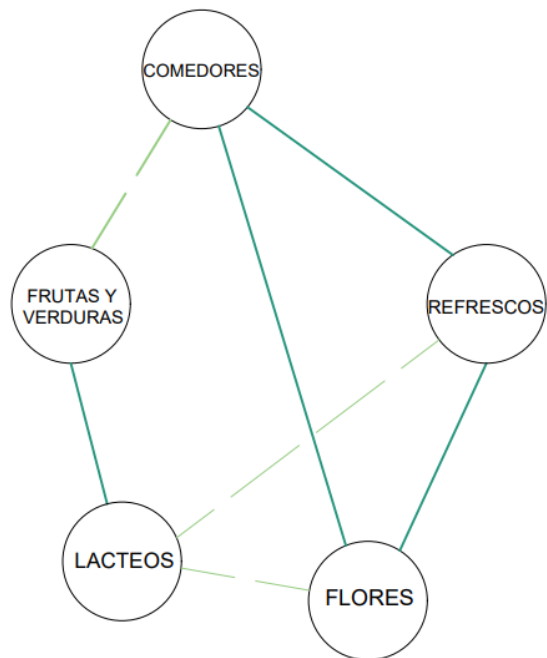 COMEDORES
FRUTAS Y
VERDURAS
REFRESCOS
LACTEOS
FLORES